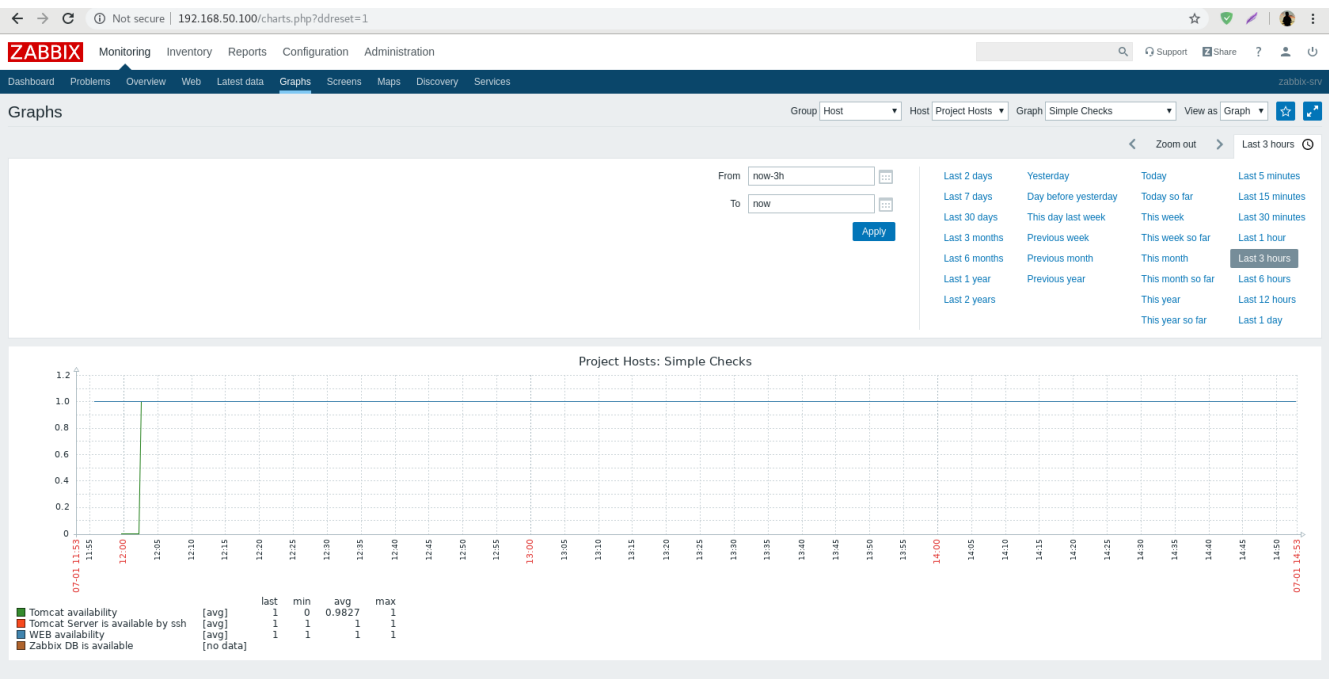 Not secure | 192.168.50.100/charts.php?ddreset=1
ZABBIX Monitoring Inventory Reports Configuration Administration Support Z Share ?
Dashboard Problems Overview Web Latest data Graphs Screens Maps Discovery Services zabbix-srv
Graphs Group Host Host Project Hosts Graph Simple Checks View as Graph
Zoom out Last 3 hours
From now-3h
To now
Apply
Last 2 days Yesterday Today Last 5 minutes
Last 7 days Day before yesterday Today so far Last 15 minutes
Last 30 days This day last week This week Last 30 minutes
Last 3 months Previous week This week so far Last 1 hour
Last 6 months Previous month This month Last 3 hours
Last 1 year Previous year This month so far Last 6 hours
Last 2 years This year Last 12 hours
This year so far Last 1 day
Project Hosts: Simple Checks
1.2
1.0
0.8
0.6
0.4
0.2
0
07-01 11:53 11:55 12:00 12:05 12:10 12:15 12:20 12:25 12:30 12:35 12:40 12:45 12:50 12:55 13:00 13:05 13:10 13:15 13:20 13:25 13:30 13:35 13:40 13:45 13:50 13:55 14:00 14:05 14:10 14:15 14:20 14:25 14:30 14:35 14:40 14:45 14:50 07-01 14:53
last min avg max
Tomcat availability [avg] 1 0 0.9827 1
Tomcat Server is available by ssh [avg] 1 1 1 1
WEB availability [avg] 1 1 1 1
Zabbix DB is available [no data]